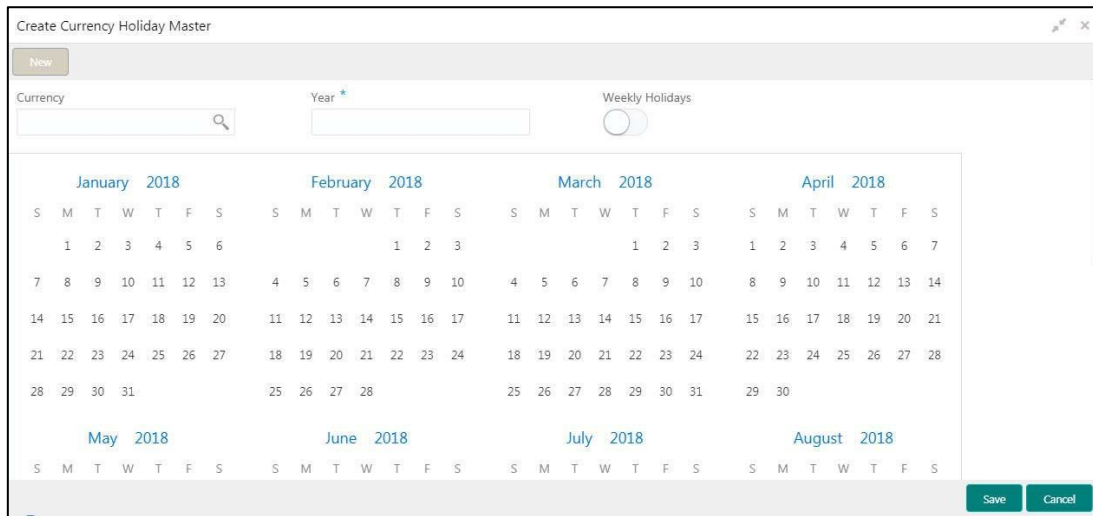 Create Currency Holiday Master
New
Currency Year * Weekly Holidays
January 2018 February 2018 March 2018 April 2018
S M T W T F S S M T W T F S S M T W T F S S M T W T F S
1 2 3 4 5 6 1 2 3 1 2 3 1 2 3 4 5 6 7
7 8 9 10 11 12 13 4 5 6 7 8 9 10 4 5 6 7 8 9 10 8 9 10 11 12 13 14
14 15 16 17 18 19 20 11 12 13 14 15 16 17 11 12 13 14 15 16 17 15 16 17 18 19 20 21
21 22 23 24 25 26 27 18 19 20 21 22 23 24 18 19 20 21 22 23 24 22 23 24 25 26 27 28
28 29 30 31 25 26 27 28 25 26 27 28 29 30 31 29 30
May 2018 June 2018 July 2018 August 2018
S M T W T F S S M T W T F S S M T W T F S S M T W T F S
Save Cancel